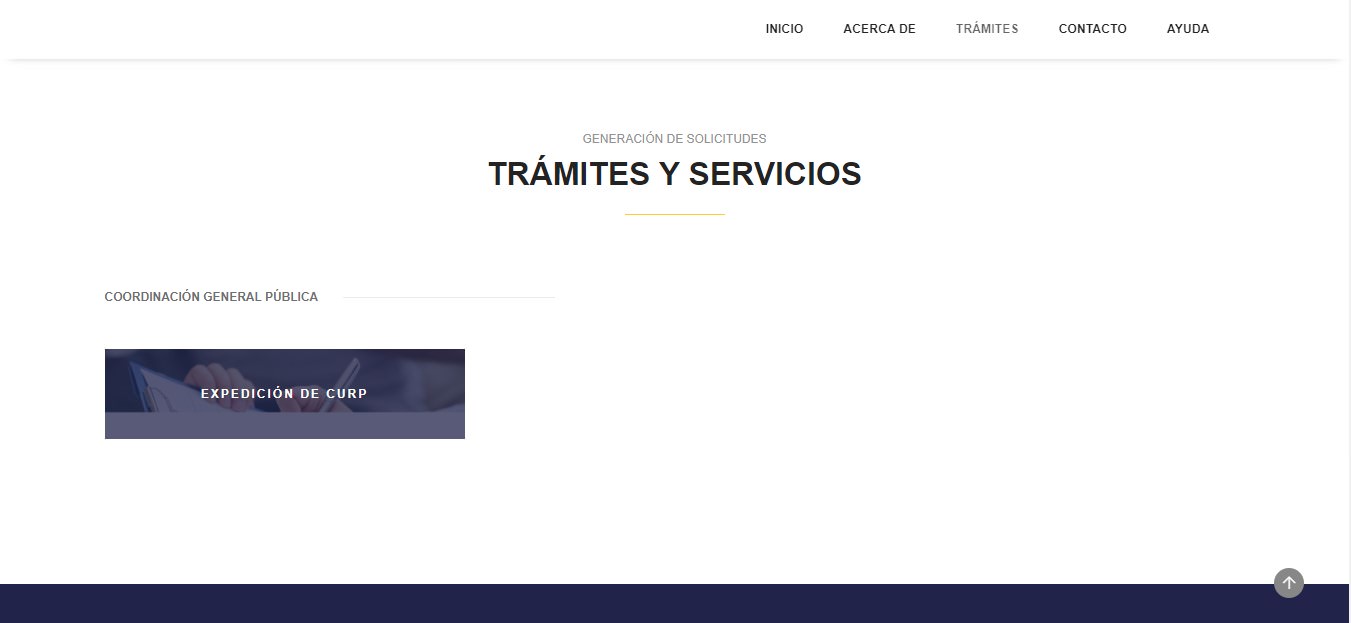 INICIO ACERCA DE TRÁMITES CONTACTO AYUDA
GENERACIÓN DE SOLICITUDES
TRÁMITES Y SERVICIOS
COORDINACIÓN GENERAL PÚBLICA
EXPEDICIÓN DE CURP